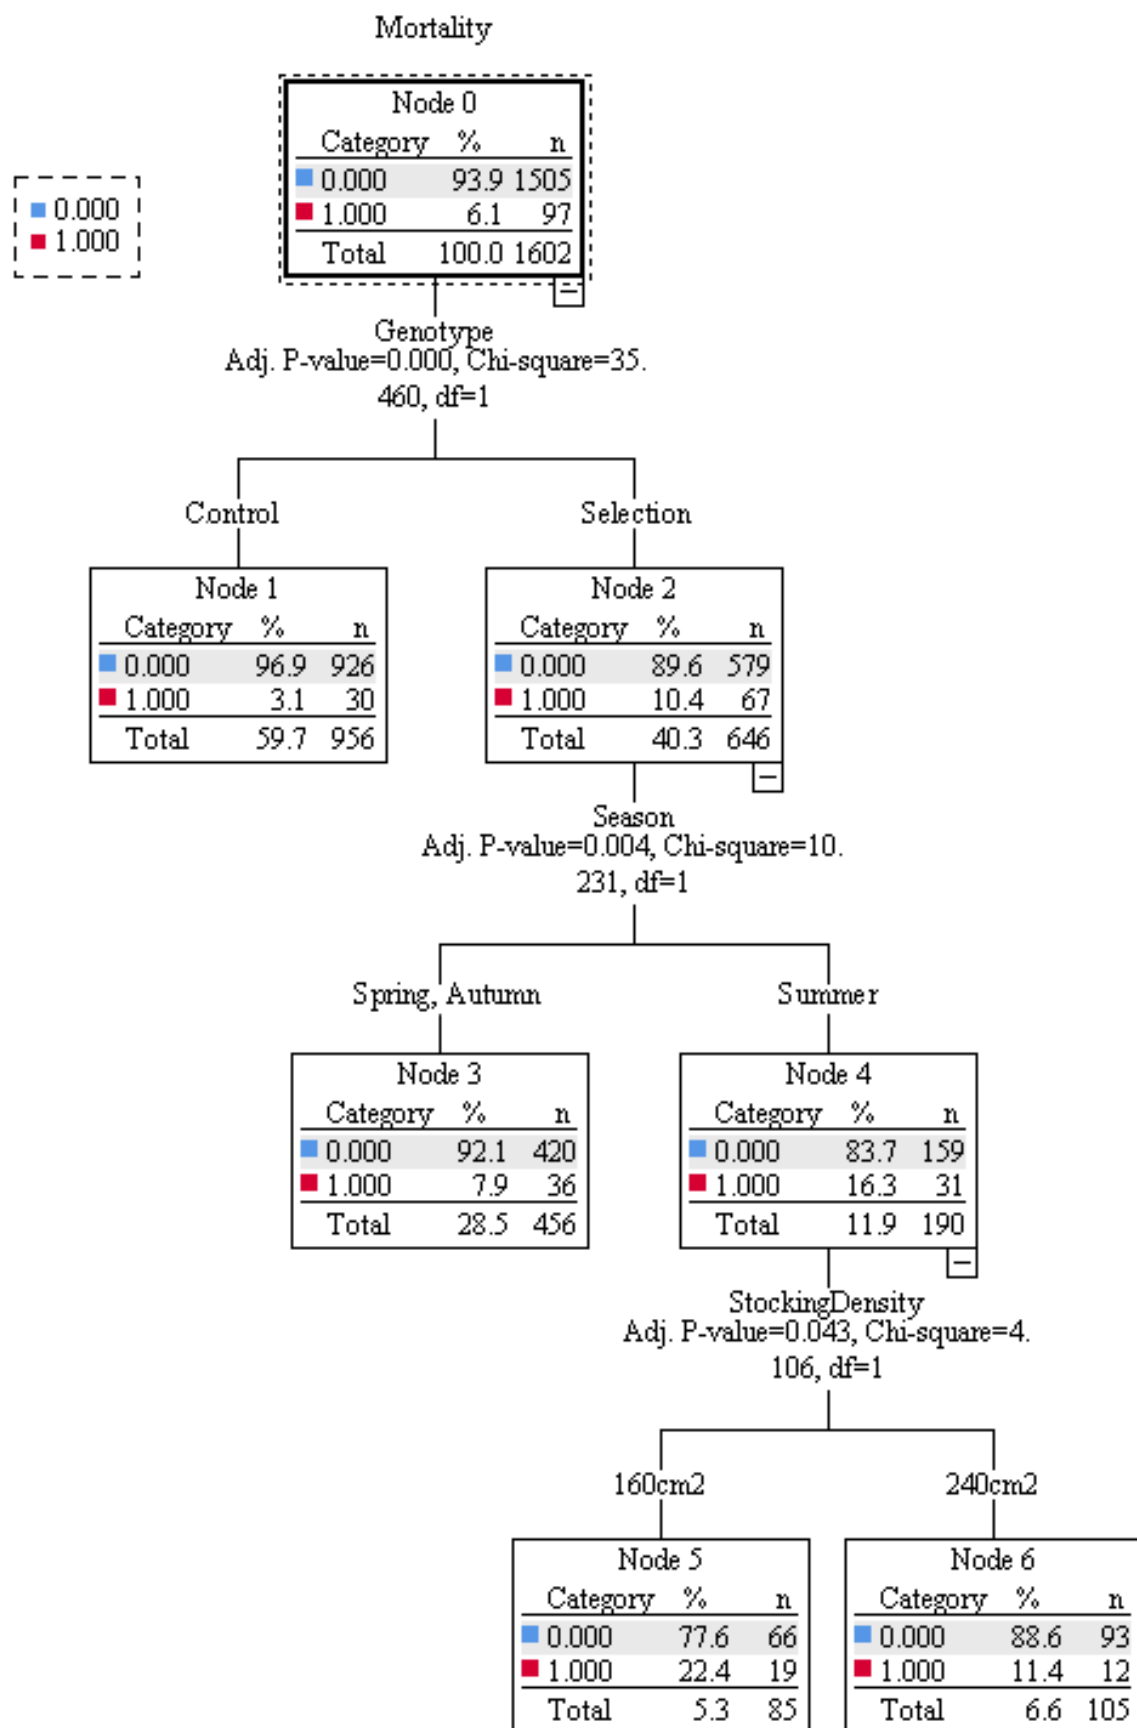 Mortality
Node 0
Category % n
0.000 93.9 1505
1.000 6.1 97
Total 100.0 1602
0.000
1.000
Genotype
Adj. P-value=0.000, Chi-square=35.
460, df=1
Control
Selection
Node 1
Category % n
0.000 96.9 926
1.000 3.1 30
Total 59.7 956
Node 2
Category % n
0.000 89.6 579
1.000 10.4 67
Total 40.3 646
Season
Adj. P-value=0.004, Chi-square=10.
231, df=1
Spring, Autumn
Summer
Node 3
Category % n
0.000 92.1 420
1.000 7.9 36
Total 28.5 456
Node 4
Category % n
0.000 83.7 159
1.000 16.3 31
Total 11.9 190
StockingDensity
Adj. P-value=0.043, Chi-square=4.
106, df=1
160cm2
240cm2
Node 5
Category % n
0.000 77.6 66
1.000 22.4 19
Total 5.3 85
Node 6
Category % n
0.000 88.6 93
1.000 11.4 12
Total 6.6 105